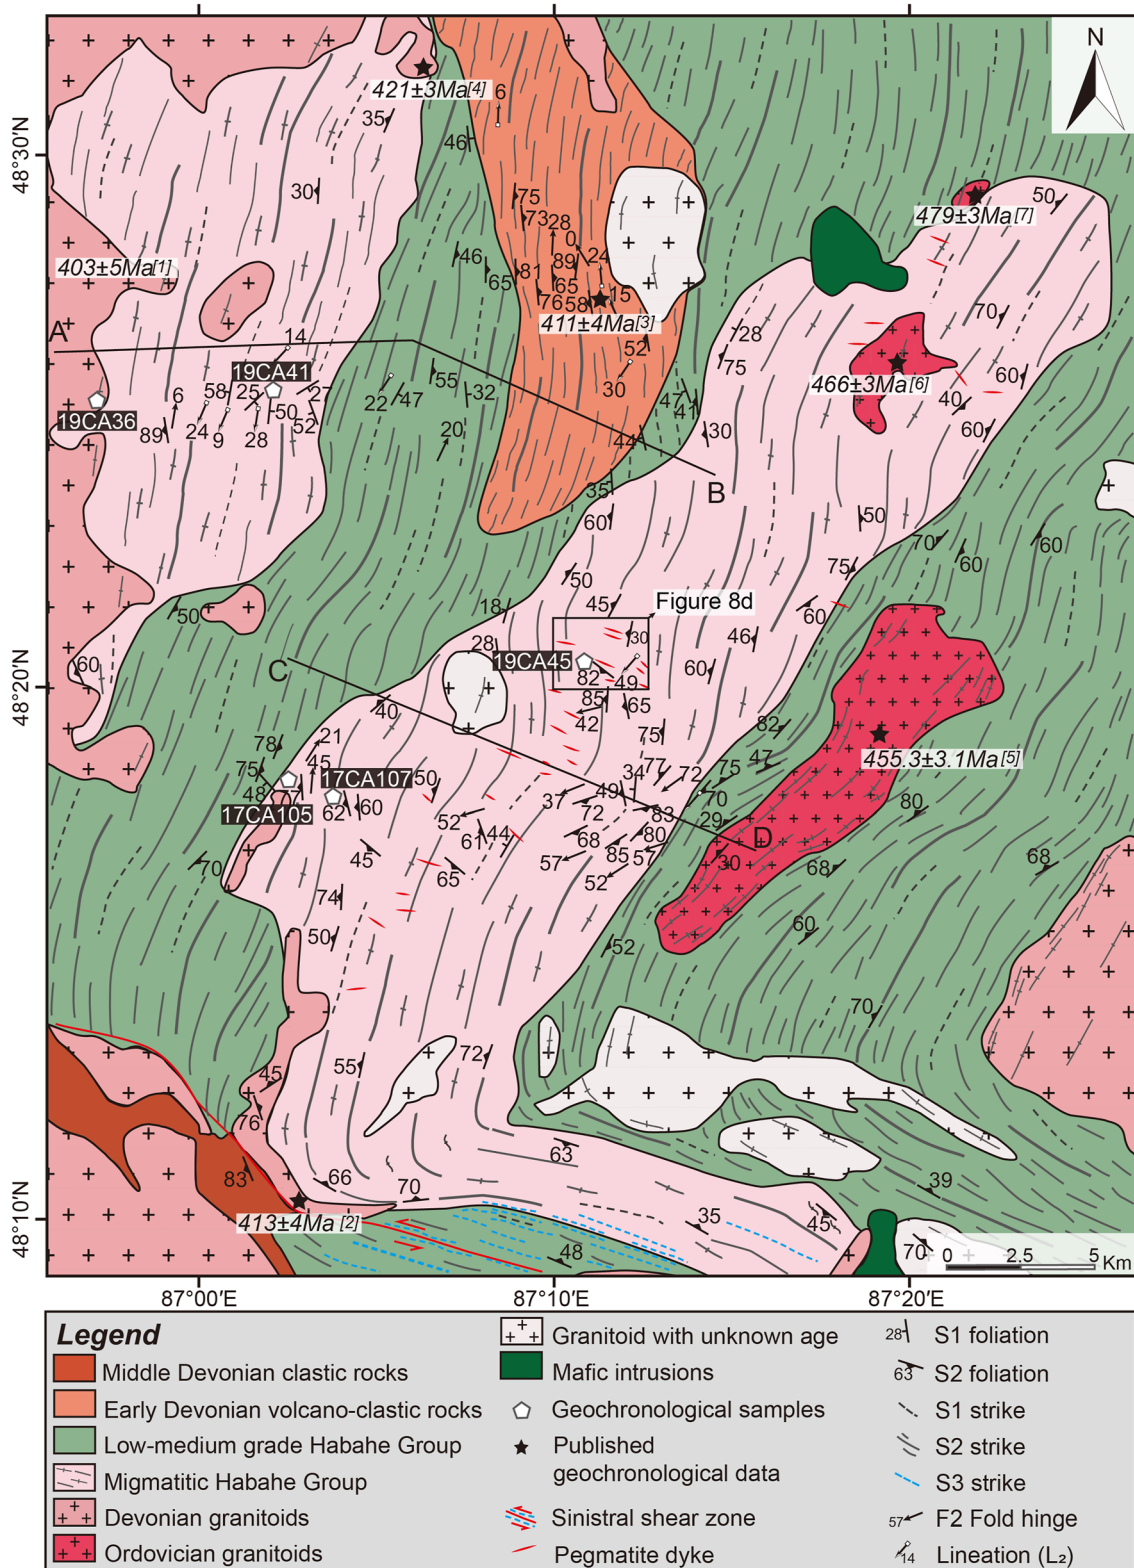 N
48°30'N
48°20'N
48°10'N
421±3Ma[4]
6
35
46
30
75
73
28
0
479±3Ma[7]
50
403±5Ma[1]
46
65
81
89
65
24
15
76
58
411±4Ma[3]
52
28
75
70
A
14
19CA41
466±3Ma[6]
60
40
60
19CA36
6
58
25
27
50
52
89
24
9
28
55
32
22
47
20
30
47
41
44
30
B
35
60
50
70
60
60
75
50
18
45
Figure 8d
60
28
19CA45
30
82
49
46
60
60
C
40
85
42
65
75
82
47
455.3±3.1Ma[5]
78
21
45
75
48
77
17CA107
17CA105
62
60
50
52
61
44
37
72
49
34
77
72
75
70
29
83
80
68
57
85
57
52
D
30
80
68
68
60
45
65
70
74
50
52
70
55
72
45
76
83
66
70
63
39
413±4Ma[2]
35
45
48
70
0 2.5 5 Km
87°00'E 87°10'E 87°20'E
Legend
Middle Devonian clastic rocks
Early Devonian volcano-clastic rocks
Low-medium grade Habahe Group
Migmatitic Habahe Group
Devonian granitoids
Ordovician granitoids
Granitoid with unknown age
Mafic intrusions
Geochronological samples
Published
geochronological data
Sinistral shear zone
Pegmatite dyke
28 S1 foliation
63 S2 foliation
S1 strike
S2 strike
S3 strike
57 F2 Fold hinge
14 Lineation (L₂)